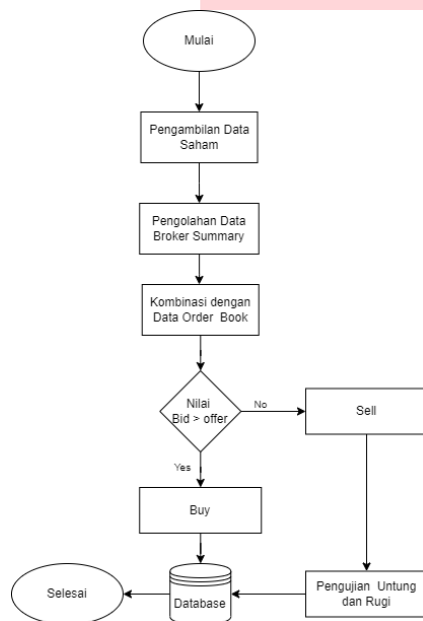 Mulai
Pengambilan Data
Saham
Pengolahan Data
Broker Summary
Kombinasi dengan
Data Order Book
Nilai
Bid > offer
No
Sell
Yes
Buy
Selesai
Database
Pengujian Untung
dan Rugi